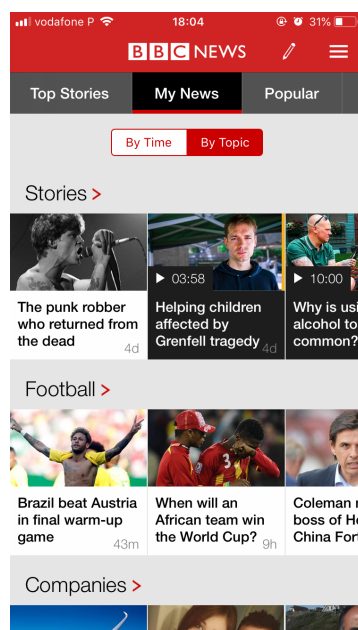 vodafone P 18:04 31%
BBC NEWS
Top Stories My News Popular
By Time By Topic
Stories >
03:58 10:00
The punk robber
who returned from
the dead
4d
Helping children
affected by
Grenfell tragedy
4d
Why is usi
alcohol to
common?
Football >
3
Brazil beat Austria
in final warm-up
game
43m
When will an
African team win
the World Cup?
9h
Coleman
boss of He
China Fort
Companies >